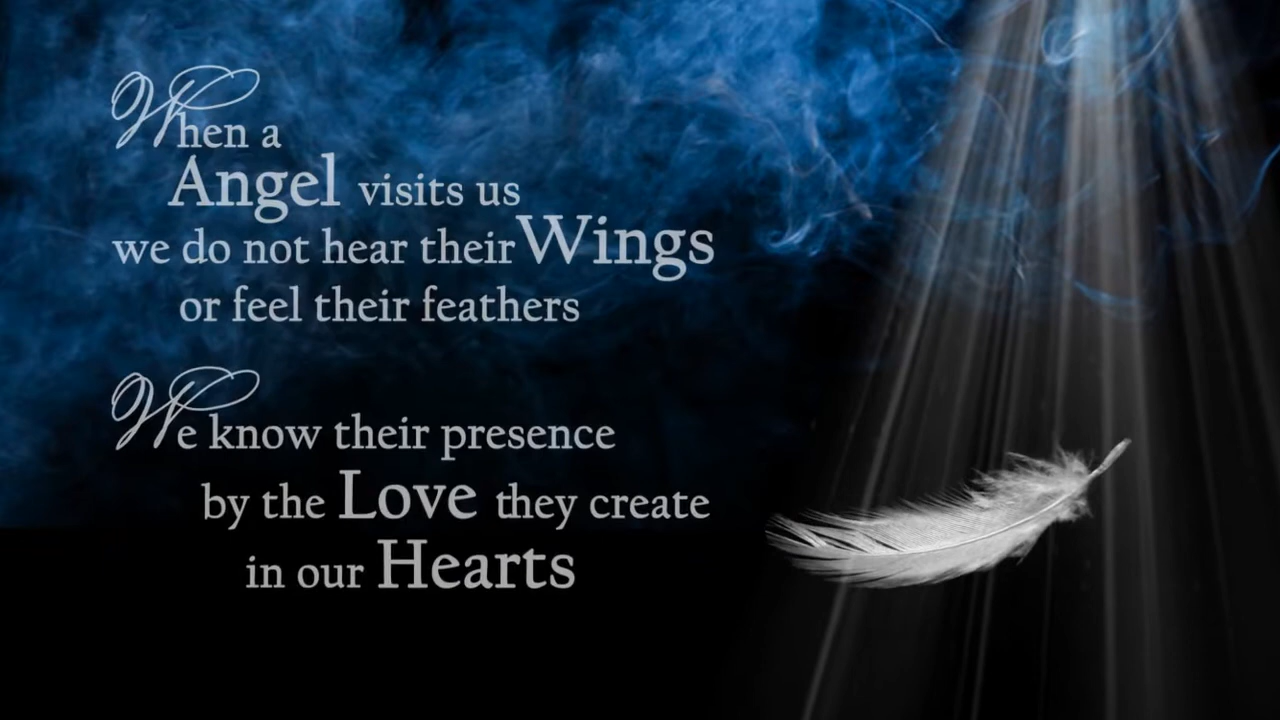 When a
Angel visits us
we do not hear their Wings
or feel their feathers
We know their presence
by the Love they create
in our Hearts